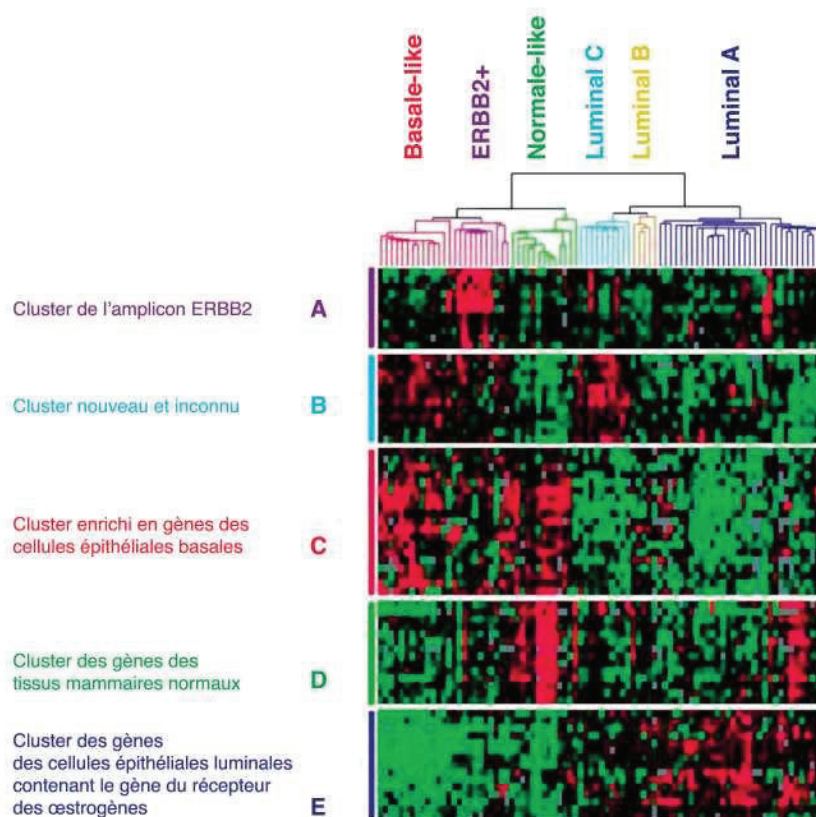 Basale-like
ERBB2+
Normale-like
Luminal C
Luminal B
Luminal A
Cluster de l'amplicon ERBB2 A
Cluster nouveau et inconnu B
Cluster enrichi en gènes des
cellules épithéliales basales C
Cluster des gènes des
tissus mammaires normaux D
Cluster des gènes
des cellules épithéliales luminales
contenant le gène du récepteur
des œstrogènes E